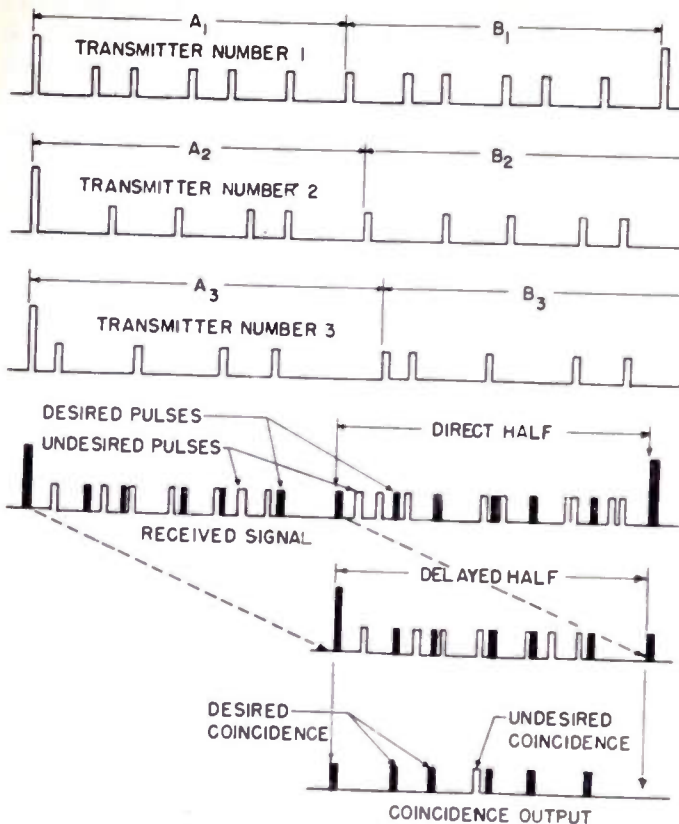 A1 B1
TRANSMITTER NUMBER 1
A2 B2
TRANSMITTER NUMBER 2
A3 B3
TRANSMITTER NUMBER 3
DESIRED PULSES
UNDESIRED PULSES
DIRECT HALF
RECEIVED SIGNAL
DELAYED HALF
DESIRED
COINCIDENCE
UNDESIRED
COINCIDENCE
COINCIDENCE OUTPUT